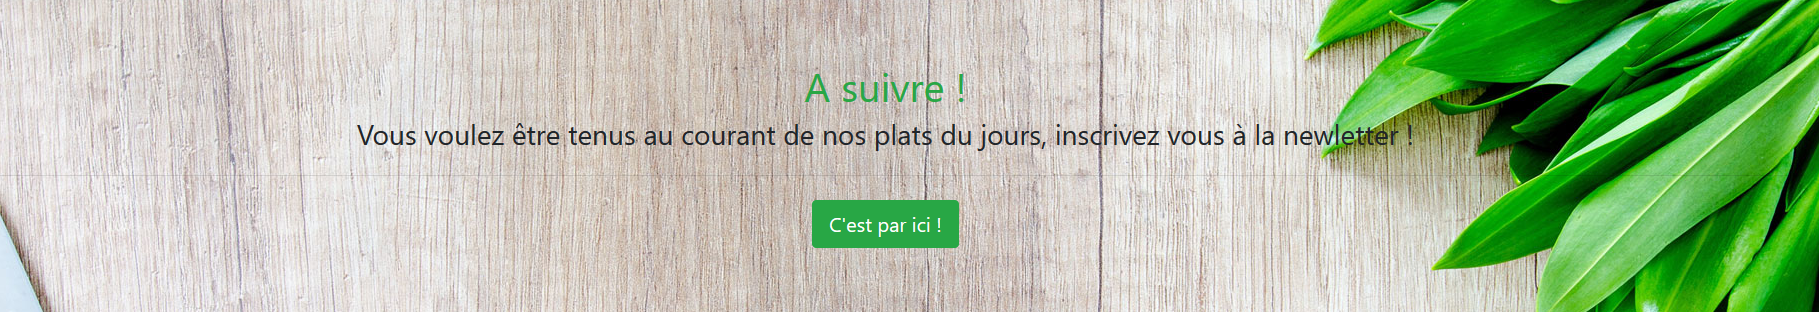 A suivre !
Vous voulez être tenus au courant de nos plats du jours, inscrivez vous à la newletter !
C'est par ici !